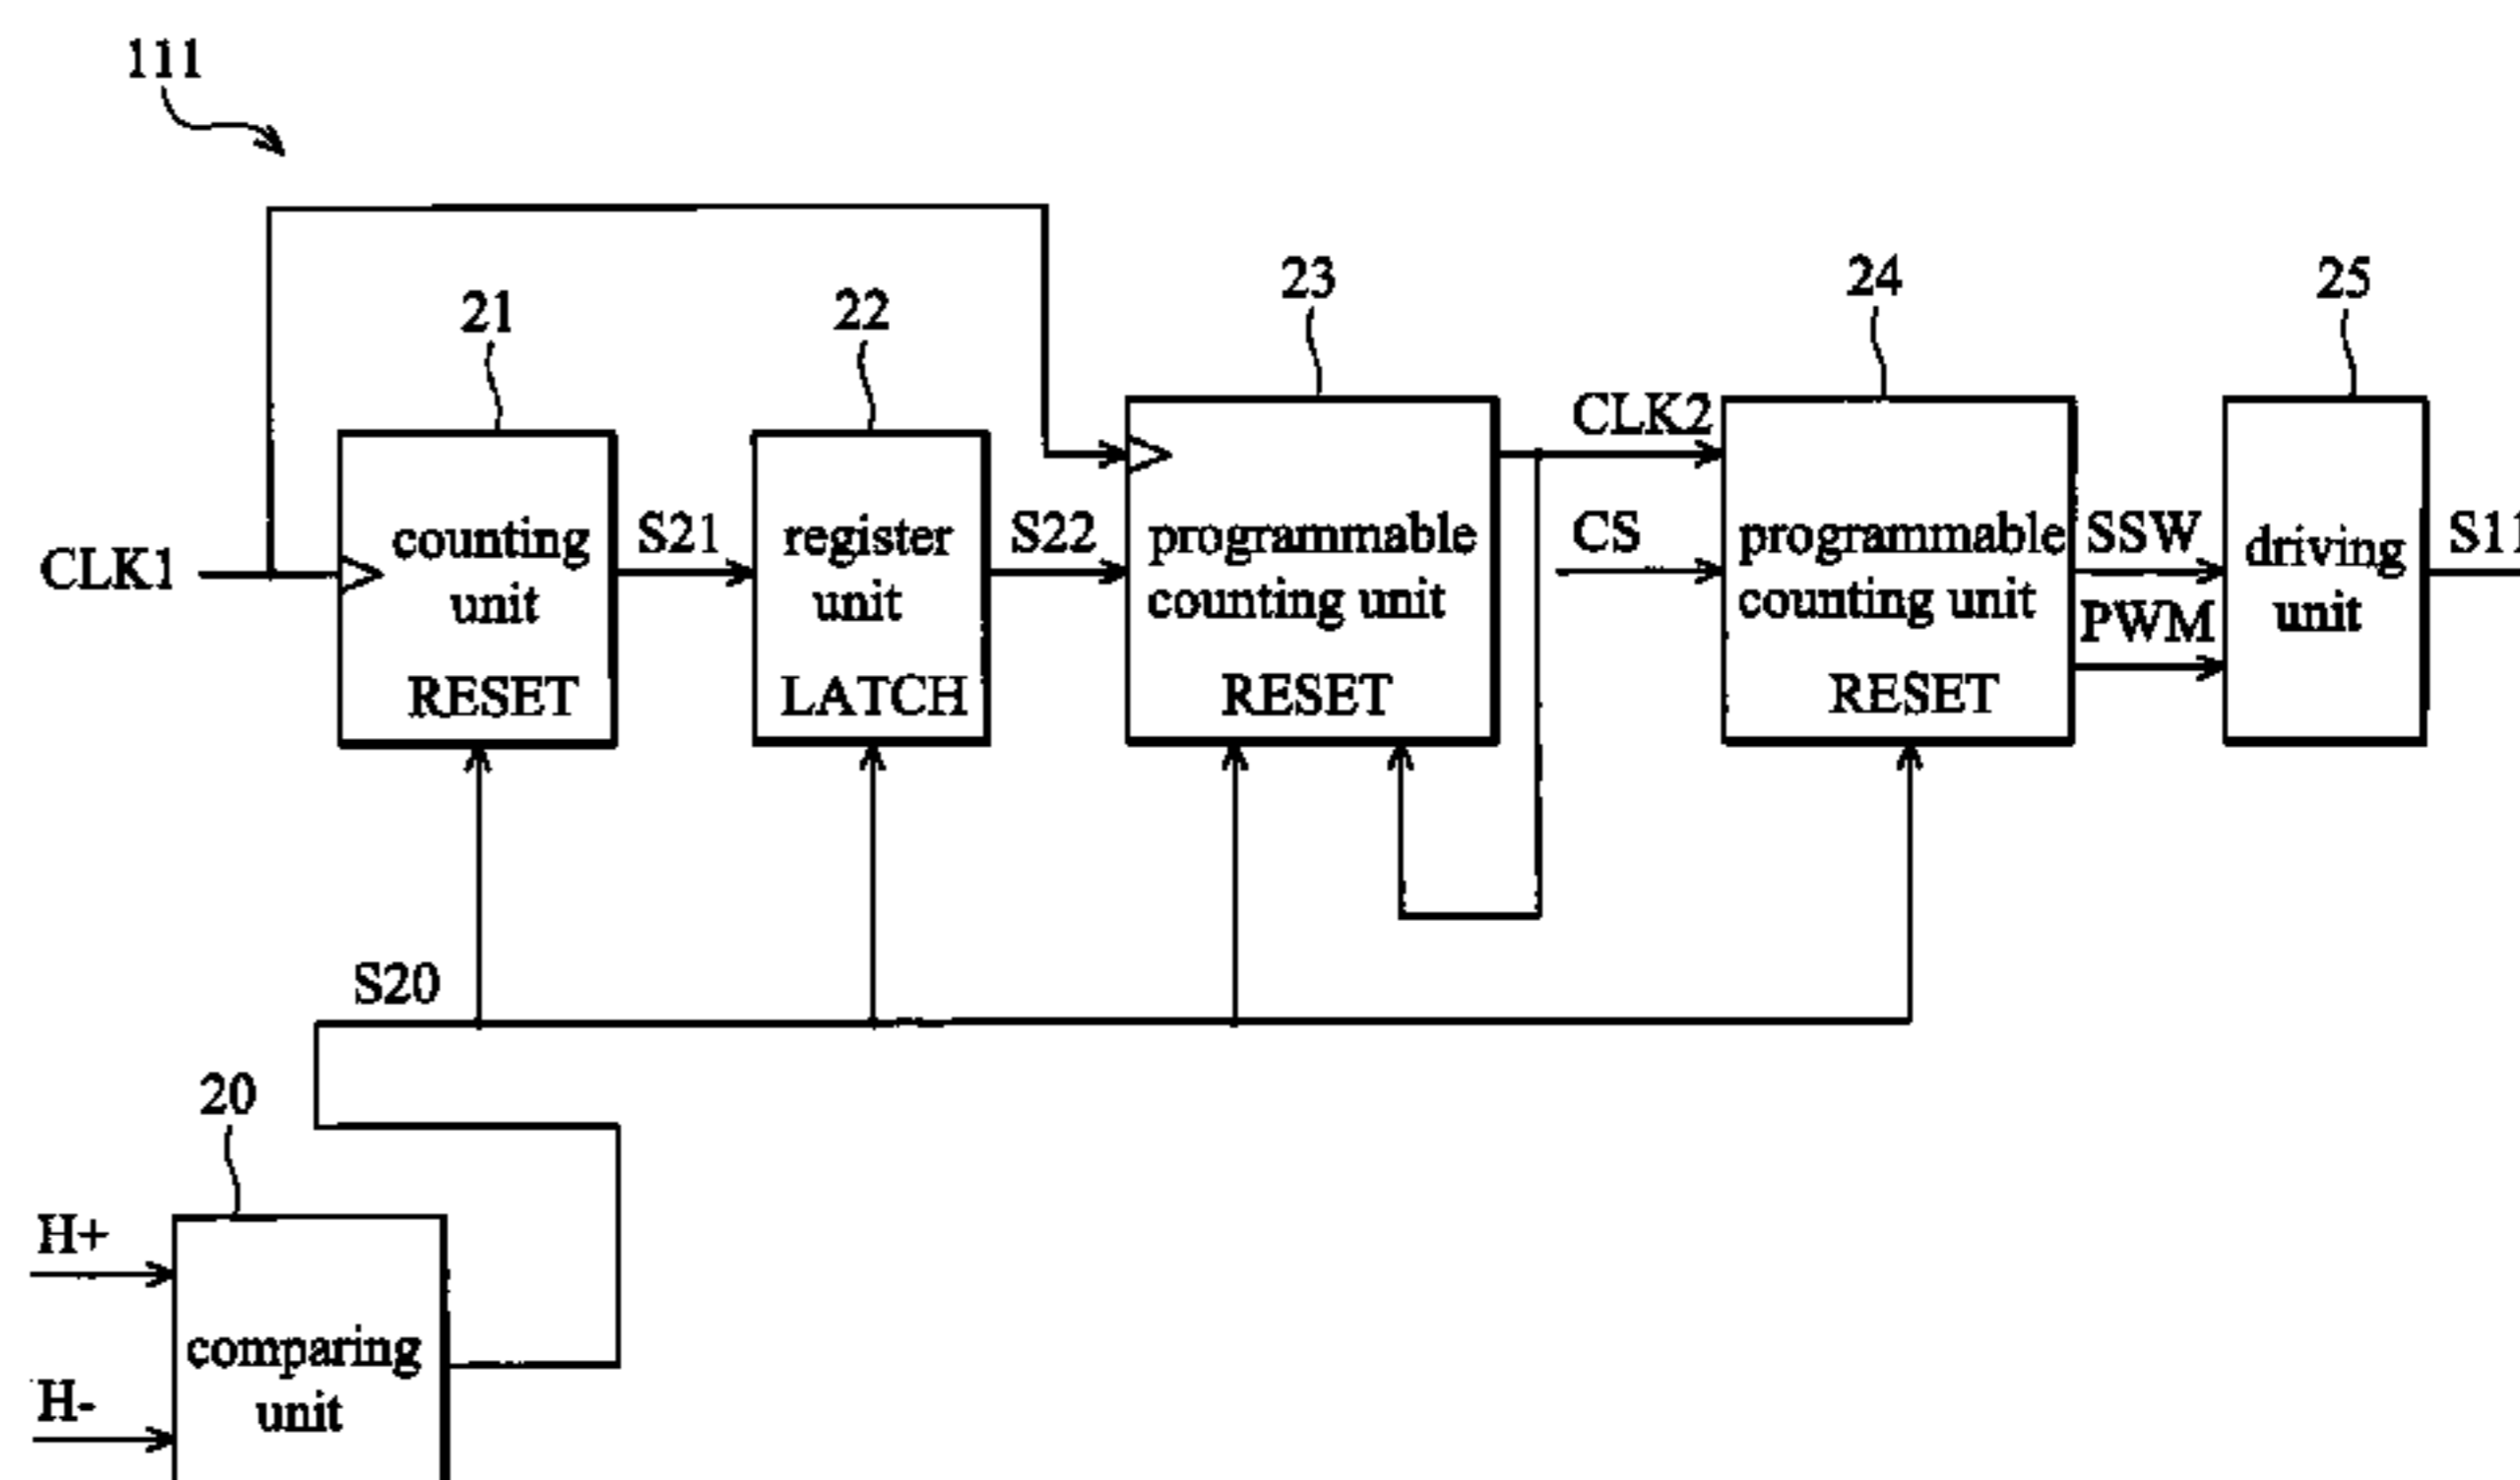 111
21
22
23
24
25
CLK1
counting
unit
RESET
S21
register
unit
LATCH
S22
programmable
counting unit
RESET
CLK2
CS
programmable
counting unit
RESET
SSW
PWM
driving
unit
S11
S20
20
H+
H-
comparing
unit